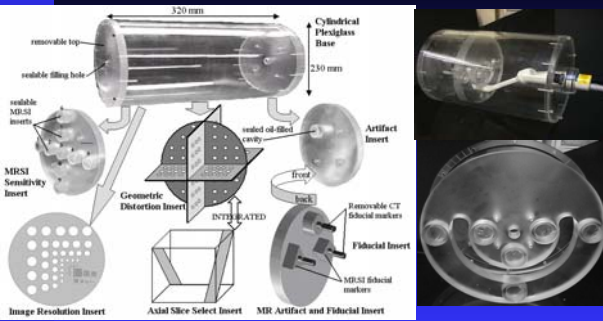 320 mm
Cylindrical
Plexiglass
Base
removable top
sealable filling hole
230 mm
sealable
MRSI
inserts
sealed oil-filled
cavity
Artifact
Insert
MRSI
Sensitivity
Insert
Geometric
Distortion Insert
front
back
INTEGRATED
Removable CT
fiducial markers
Fiducial Insert
MRSI fiducial
markers
Image Resolution Insert
Axial Slice Select Insert
MR Artifact and Fiducial Insert